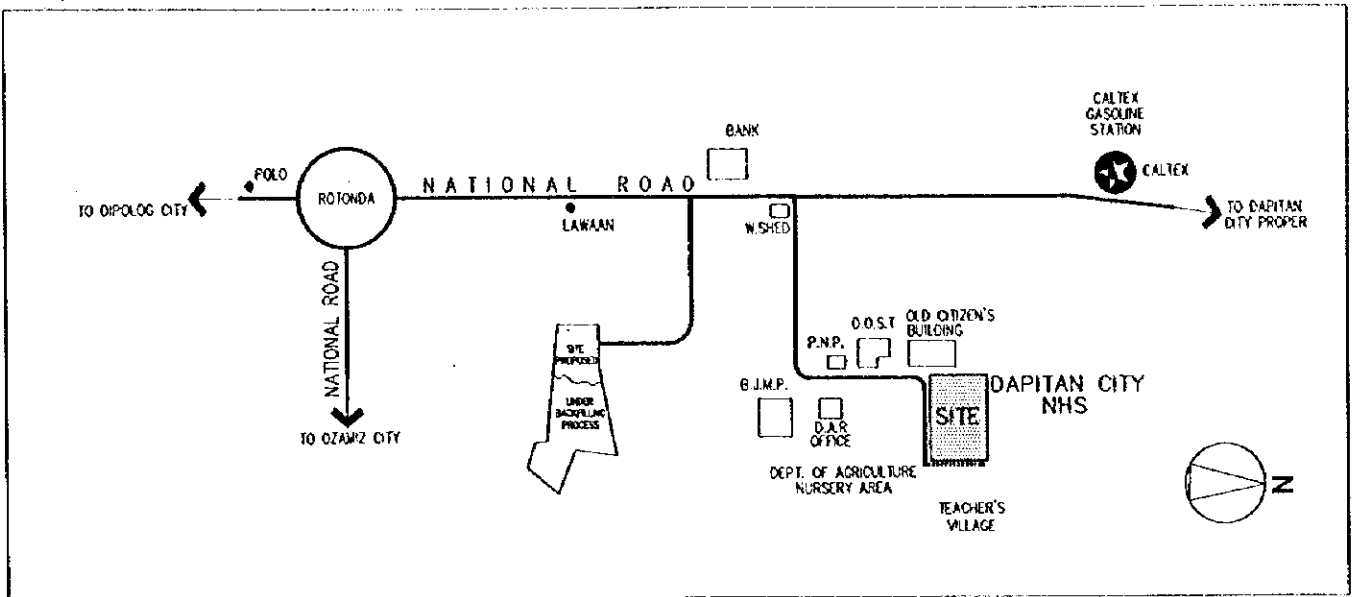 CALTEX
GASOLINE
STATION
BANK
POLO
CALTEX
NATIONAL ROAD
ROTONDA
TO DIPOLOG CITY
LAWAAN
W.SHED
TO DAPITAN
CITY PROPER
NATIONAL ROAD
D.O.S.T
OLD CITIZEN'S
BUILDING
P.N.P.
SITE
PROPOSED
B.J.M.P.
DAPITAN CITY
NHS
UNDER
BACKFILLING
PROCESS
SITE
D.A.R
OFFICE
TO OZAMIZ CITY
DEPT. OF AGRICULTURE
NURSERY AREA
N
TEACHER'S
VILLAGE